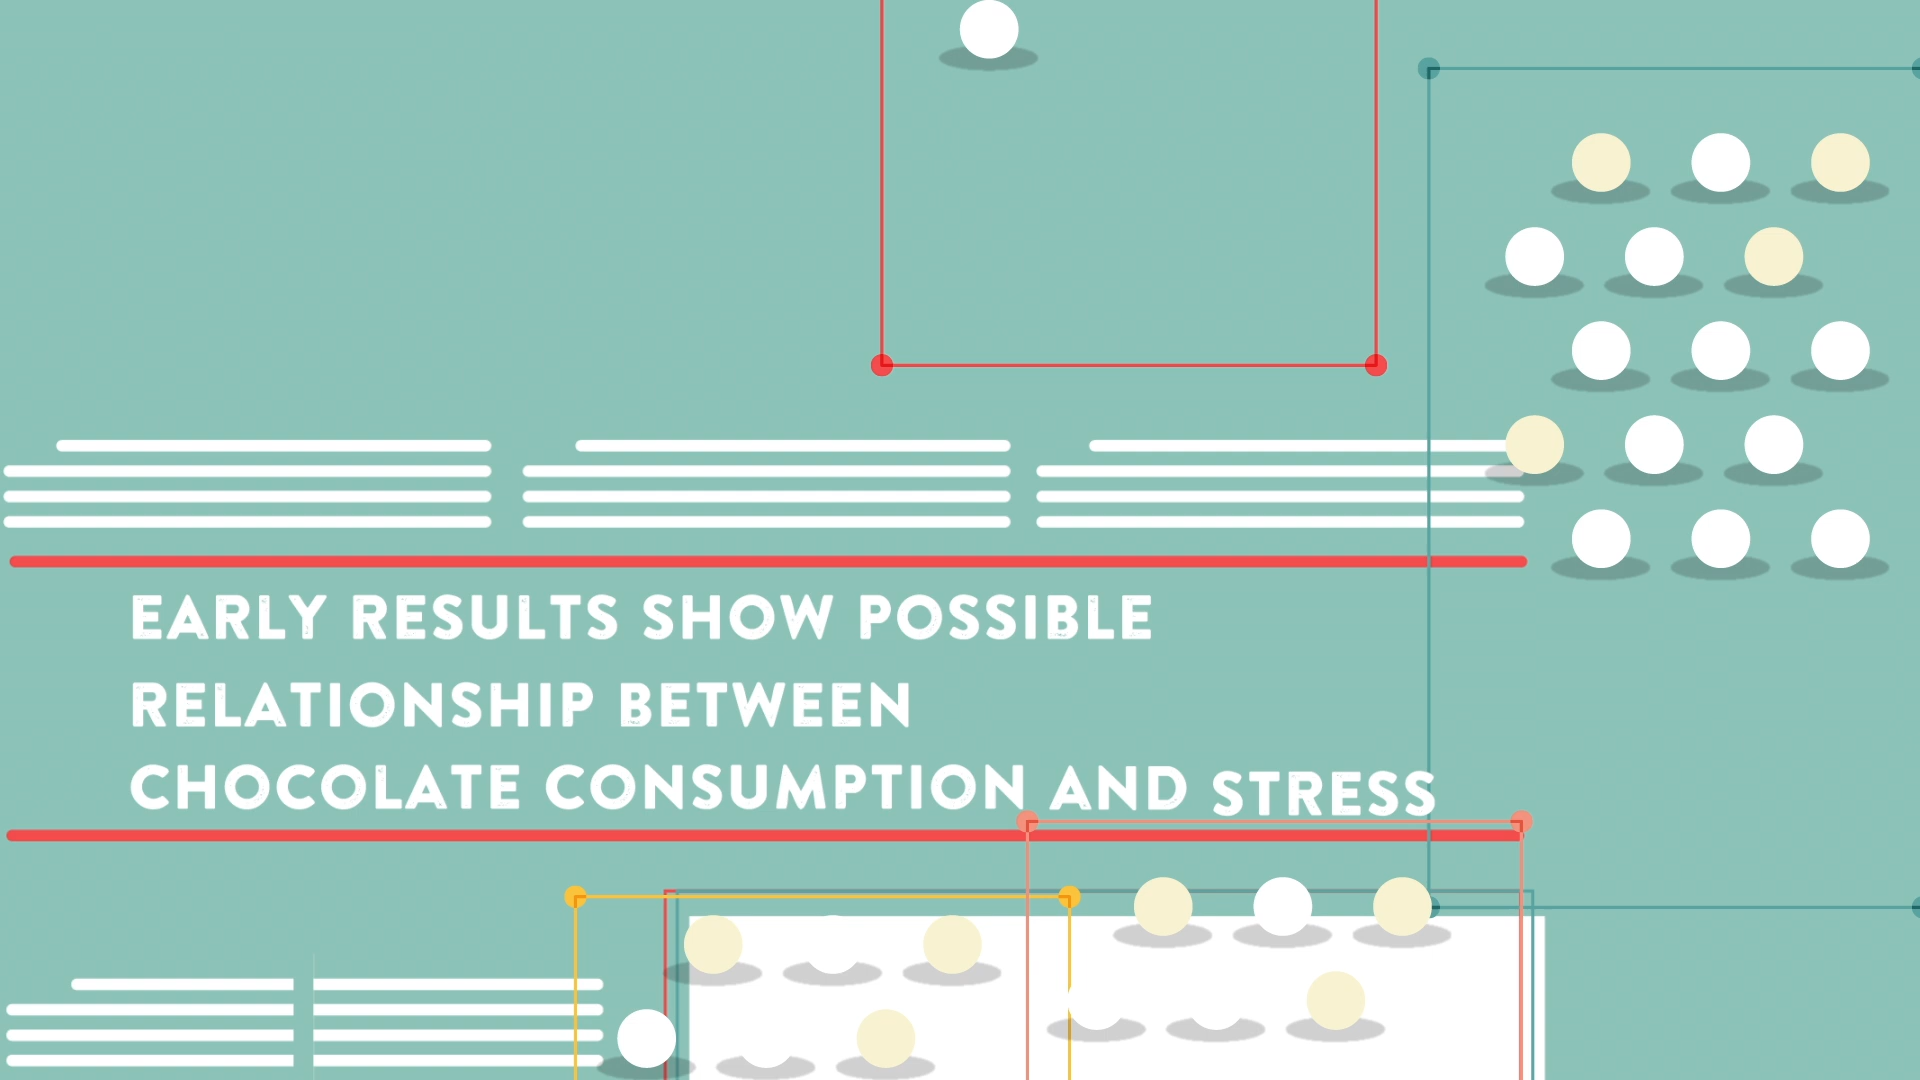 EARLY RESULTS SHOW POSSIBLE
RELATIONSHIP BETWEEN
CHOCOLATE CONSUMPTION AND STRESS